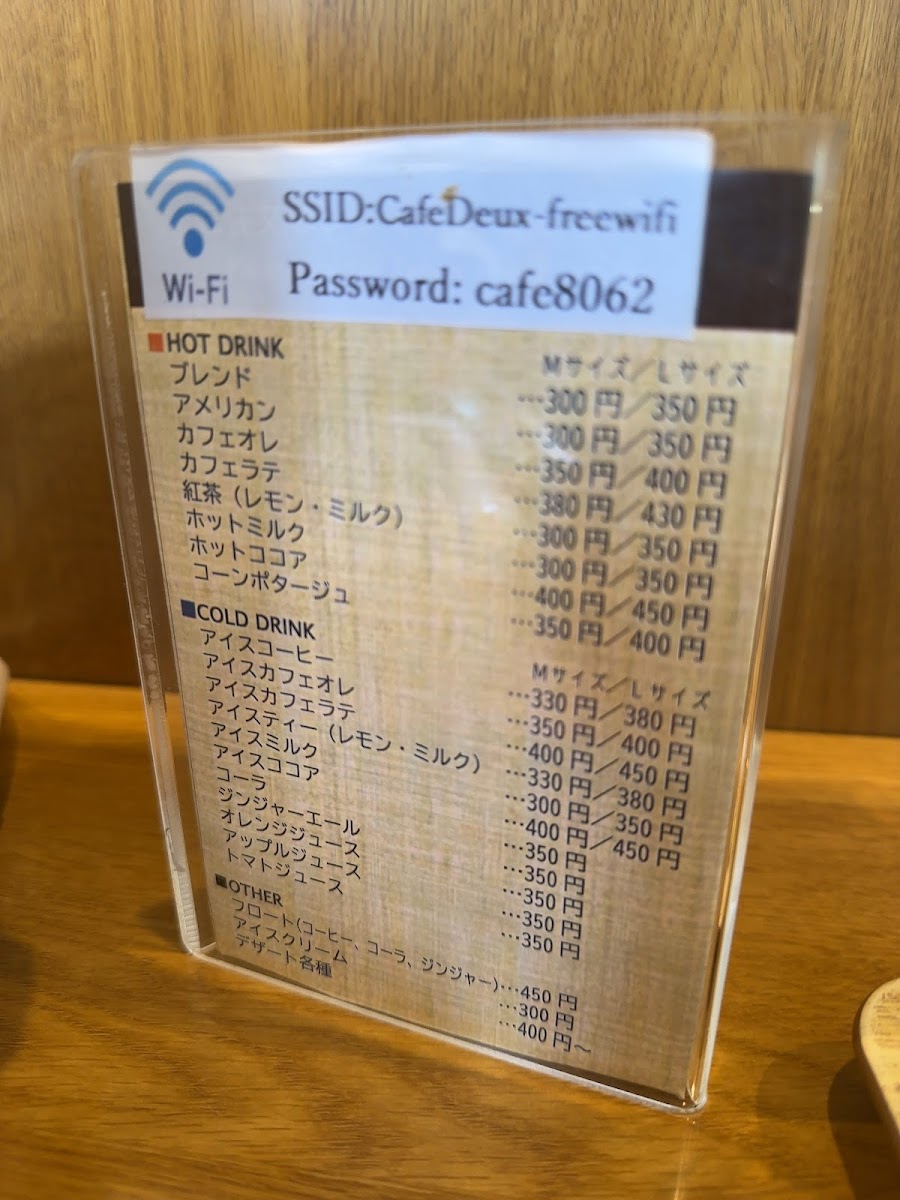 Wi-Fi
SSID:CafeDeux-freewifi
Password: cafe8062
■HOT DRINK Mサイズ/Lサイズ
ブレンド …300円/350円
アメリカン …300円/350円
カフェオレ …350円/400円
カフェラテ …380円/430円
紅茶（レモン・ミルク） …300円/350円
ホットミルク …300円/350円
ホットココア …400円/450円
コーンポタージュ …350円/400円
■COLD DRINK Mサイズ/Lサイズ
アイスコーヒー …330円/380円
アイスカフェオレ …350円/400円
アイスカフェラテ …400円/450円
アイスティー（レモン・ミルク） …330円/380円
アイスミルク …300円/350円
アイスココア …400円/450円
コーラ …350円
ジンジャーエール …350円
オレンジジュース …350円
アップルジュース …350円
トマトジュース …350円
■OTHER
フロート(コーヒー、コーラ、ジンジャー)…450円
アイスクリーム …300円
デザート各種 …400円～